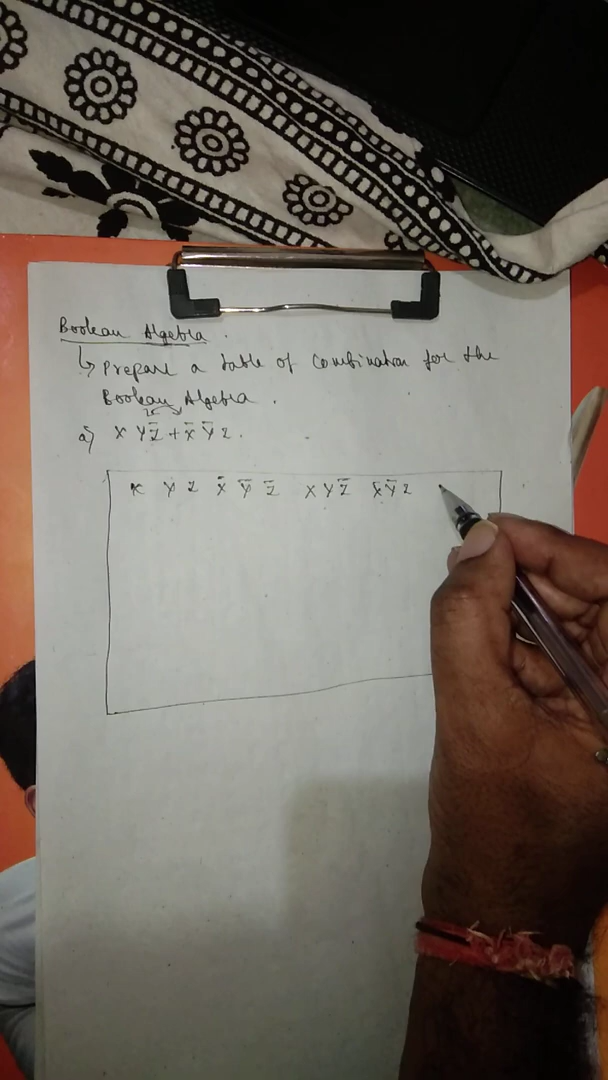 Boolean Algebra.
↳ Prepare a table of Combination for the
Boolean Algebra.
a) X Y Z̅ + X̅ Y̅ Z.
X Y Z X̅ Y̅ Z̅ X Y Z̅ X̅ Y̅ Z